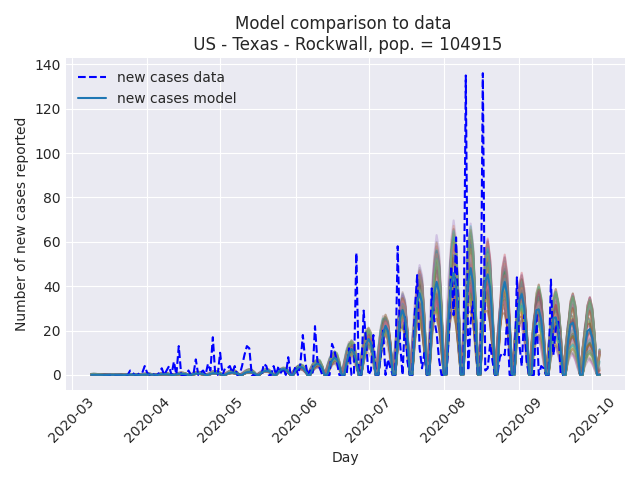 Model comparison to data
US - Texas - Rockwall, pop. = 104915
Number of new cases reported
140
120
100
80
60
40
20
0
new cases data
new cases model
2020-03
2020-04
2020-05
2020-06
2020-07
2020-08
2020-09
2020-10
Day